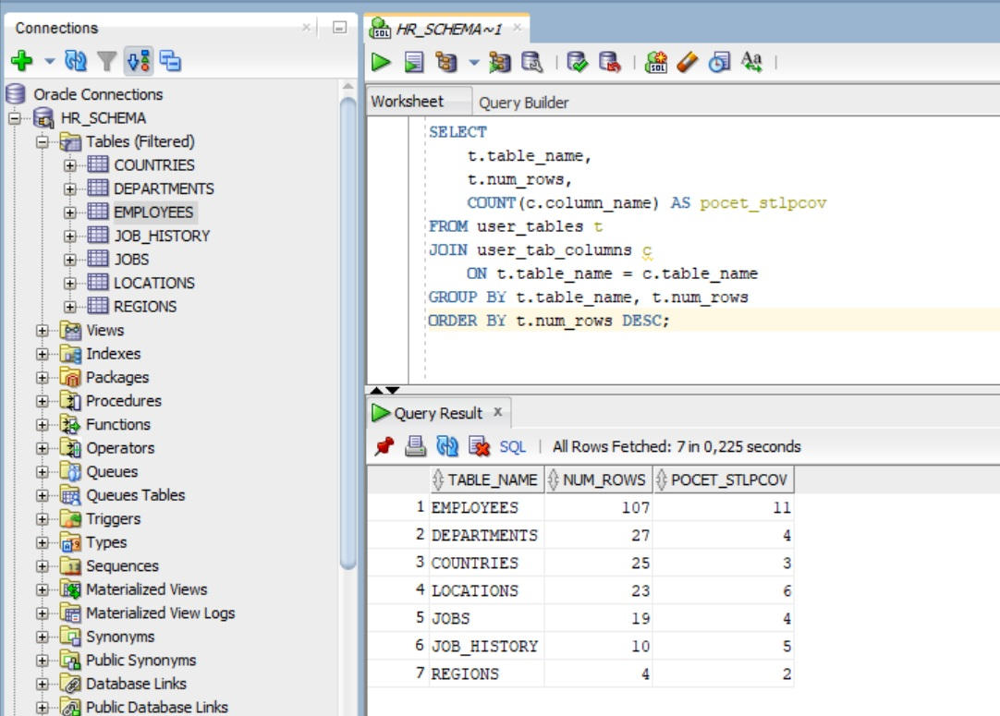 Connections
Oracle Connections
HR_SCHEMA
Tables (Filtered)
COUNTRIES
DEPARTMENTS
EMPLOYEES
JOB_HISTORY
JOBS
LOCATIONS
REGIONS
Views
Indexes
Packages
Procedures
Functions
Operators
Queues
Queues Tables
Triggers
Types
Sequences
Materialized Views
Materialized View Logs
Synonyms
Public Synonyms
Database Links
Public Database Links
HR_SCHEMA~1
Worksheet Query Builder
SELECT
t.table_name,
t.num_rows,
COUNT(c.column_name) AS pocet_stlpcov
FROM user_tables t
JOIN user_tab_columns c
ON t.table_name = c.table_name
GROUP BY t.table_name, t.num_rows
ORDER BY t.num_rows DESC;
Query Result x
SQL | All Rows Fetched: 7 in 0,225 seconds
TABLE_NAME NUM_ROWS POCET_STLPCOV
1 EMPLOYEES 107 11
2 DEPARTMENTS 27 4
3 COUNTRIES 25 3
4 LOCATIONS 23 6
5 JOBS 19 4
6 JOB_HISTORY 10 5
7 REGIONS 4 2